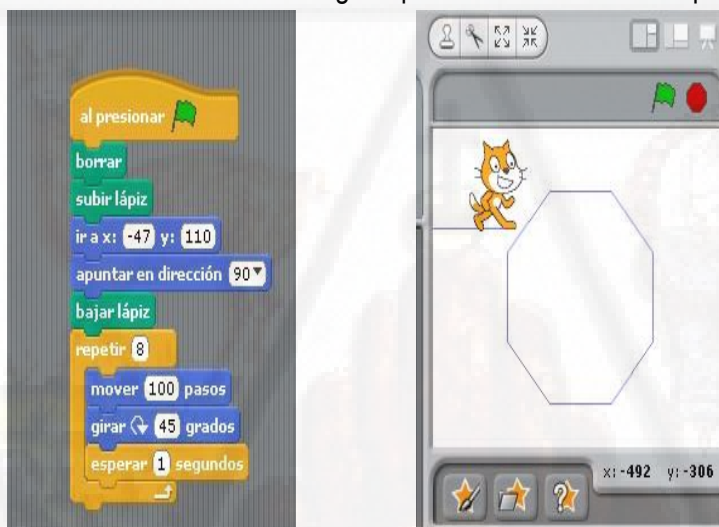 al presionar
borrar
subir lápiz
ir a x: -47 y: 110
apuntar en dirección 90
bajar lápiz
repetir 8
mover 100 pasos
girar 45 grados
esperar 1 segundos
x: -492 y: -306